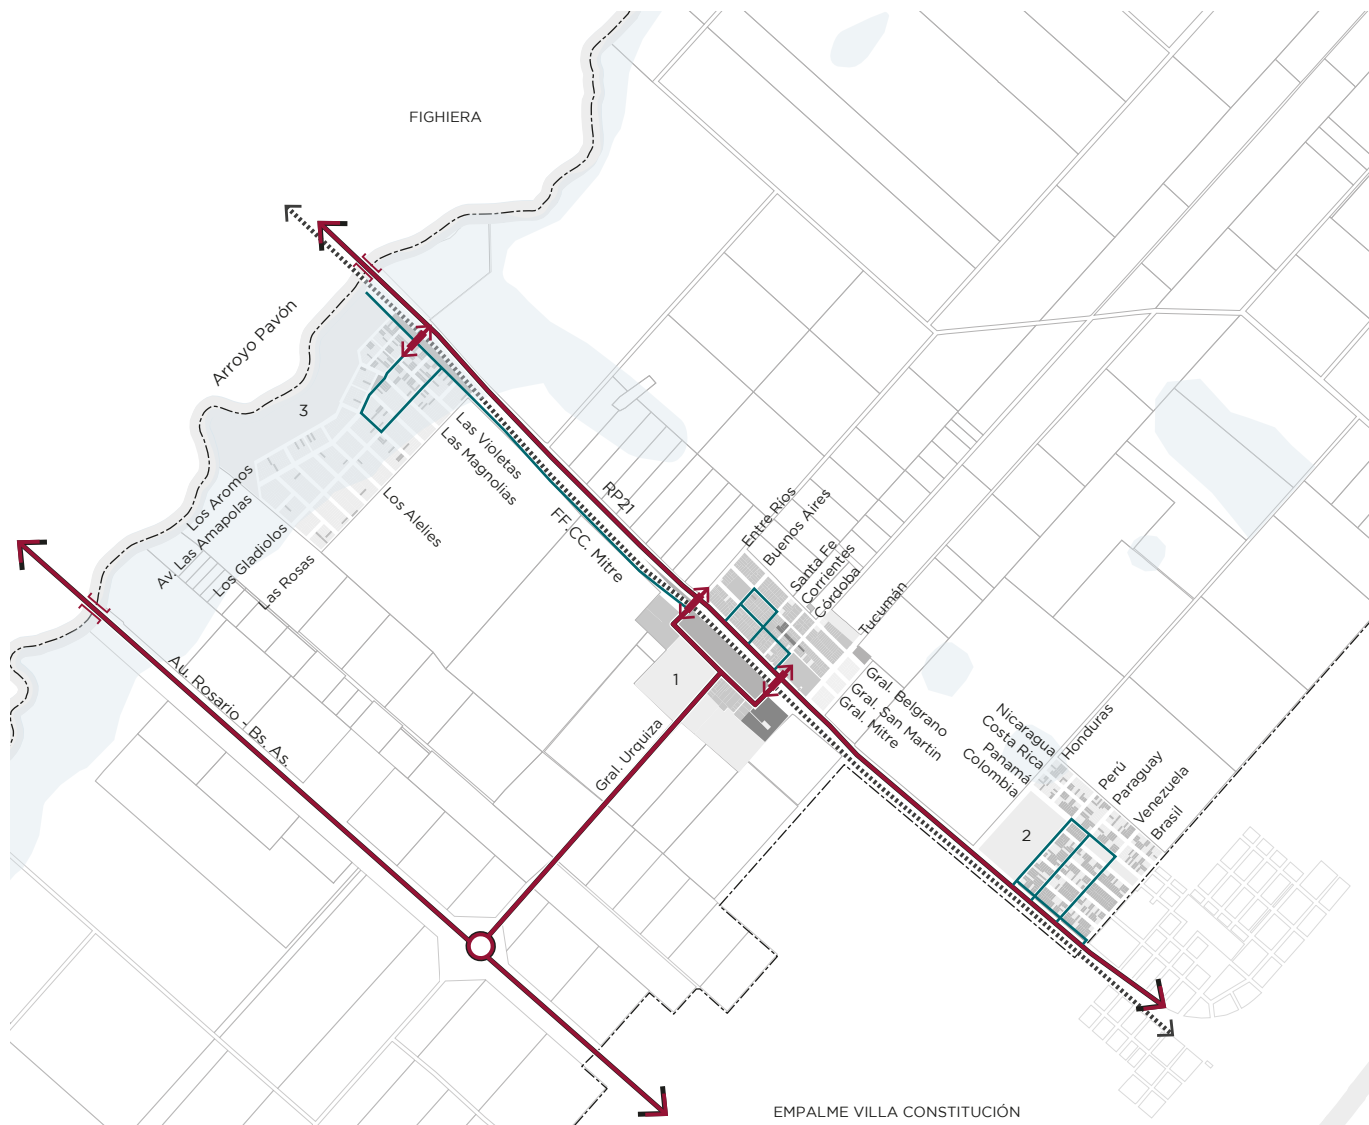 FIGHIERA
Arroyo Pavón
3
Las Violetas
Las Magnolias
Los Aromos
Av. Las Amapolas
Los Gladiolos
Las Rosas
Los Alelies
RP21
FF.CC. Mitre
Entre Ríos
Buenos Aires
Santa Fe
Corrientes
Córdoba
Tucumán
1
Gral. Belgrano
Gral. San Martin
Gral. Mitre
Au. Rosario - Bs. As.
Gral. Urquiza
Nicaragua
Costa Rica
Panamá
Colombia
Honduras
Perú
Paraguay
Venezuela
Brasil
2
EMPALME VILLA CONSTITUCIÓN